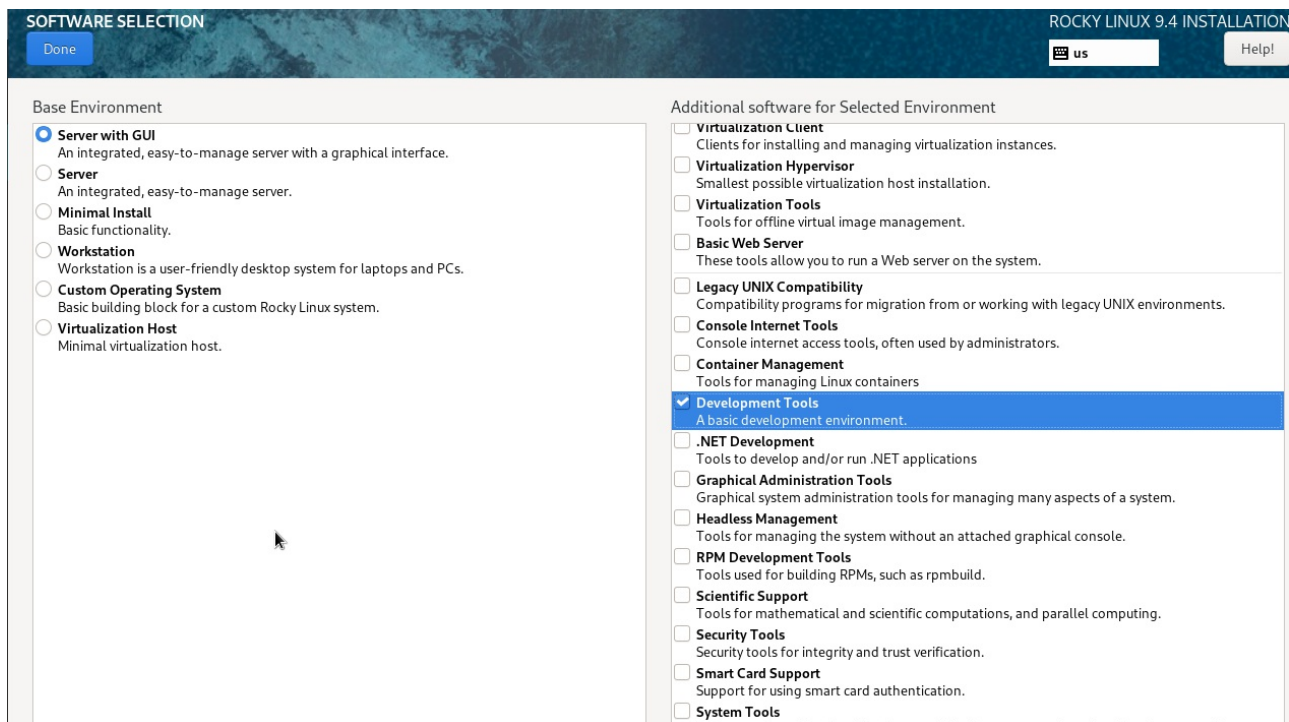 SOFTWARE SELECTION
ROCKY LINUX 9.4 INSTALLATION
Done
us
Help!
Base Environment
Server with GUI
An integrated, easy-to-manage server with a graphical interface.
Server
An integrated, easy-to-manage server.
Minimal Install
Basic functionality.
Workstation
Workstation is a user-friendly desktop system for laptops and PCs.
Custom Operating System
Basic building block for a custom Rocky Linux system.
Virtualization Host
Minimal virtualization host.
Additional software for Selected Environment
Virtualization Client
Clients for installing and managing virtualization instances.
Virtualization Hypervisor
Smallest possible virtualization host installation.
Virtualization Tools
Tools for offline virtual image management.
Basic Web Server
These tools allow you to run a Web server on the system.
Legacy UNIX Compatibility
Compatibility programs for migration from or working with legacy UNIX environments.
Console Internet Tools
Console internet access tools, often used by administrators.
Container Management
Tools for managing Linux containers
Development Tools
A basic development environment.
.NET Development
Tools to develop and/or run .NET applications
Graphical Administration Tools
Graphical system administration tools for managing many aspects of a system.
Headless Management
Tools for managing the system without an attached graphical console.
RPM Development Tools
Tools used for building RPMs, such as rpmbuild.
Scientific Support
Tools for mathematical and scientific computations, and parallel computing.
Security Tools
Security tools for integrity and trust verification.
Smart Card Support
Support for using smart card authentication.
System Tools